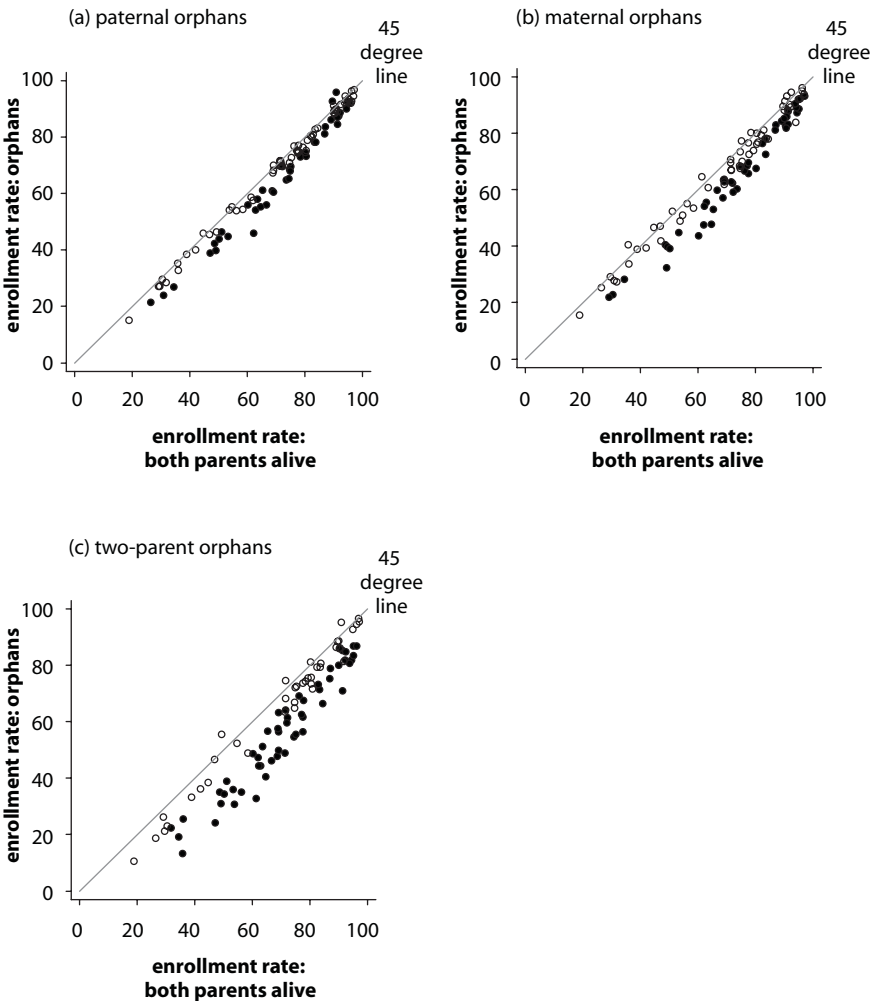 (a) paternal orphans
45
degree
line
enrollment rate: orphans
100
80
60
40
20
0
0 20 40 60 80 100
enrollment rate:
both parents alive
(b) maternal orphans
45
degree
line
enrollment rate: orphans
100
80
60
40
20
0
0 20 40 60 80 100
enrollment rate:
both parents alive
(c) two-parent orphans
45
degree
line
enrollment rate: orphans
100
80
60
40
20
0
0 20 40 60 80 100
enrollment rate:
both parents alive